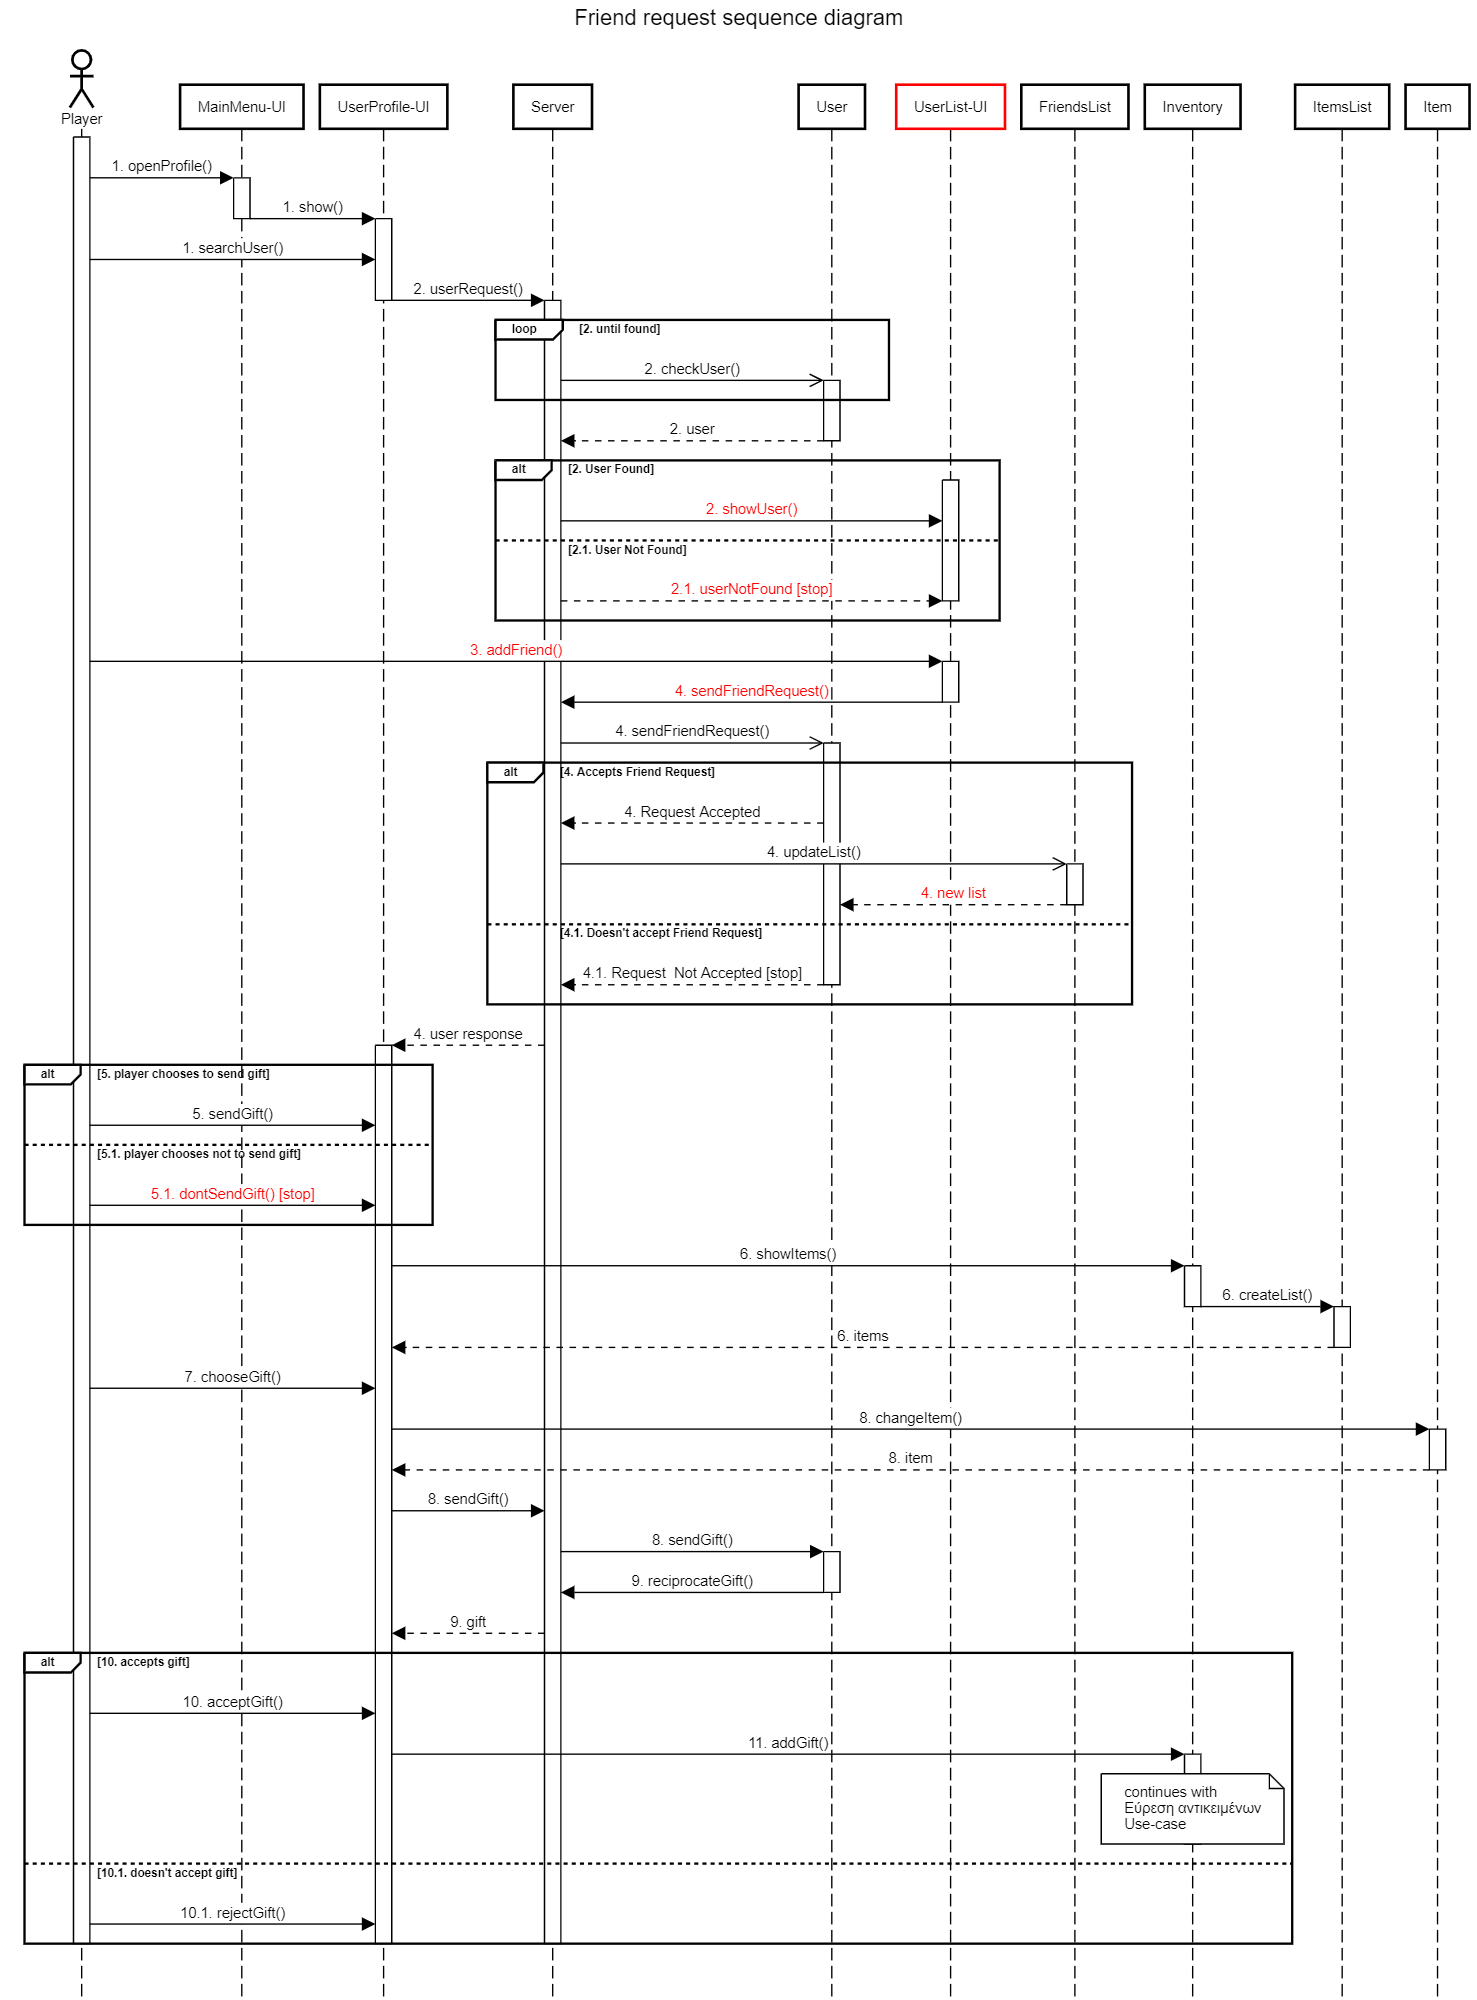 Friend request sequence diagram
Player
MainMenu-UI
UserProfile-UI
Server
User
UserList-UI
FriendsList
Inventory
ItemsList
Item
1. openProfile()
1. show()
1. searchUser()
2. userRequest()
loop
[2. until found]
2. checkUser()
2. user
alt
[2. User Found]
2. showUser()
[2.1. User Not Found]
2.1. userNotFound [stop]
3. addFriend()
4. sendFriendRequest()
4. sendFriendRequest()
alt
[4. Accepts Friend Request]
4. Request Accepted
4. updateList()
4. new list
[4.1. Doesn't accept Friend Request]
4.1. Request  Not Accepted [stop]
4. user response
alt
[5. player chooses to send gift]
5. sendGift()
[5.1. player chooses not to send gift]
5.1. dontSendGift() [stop]
6. showItems()
6. createList()
6. items
7. chooseGift()
8. changeItem()
8. item
8. sendGift()
8. sendGift()
9. reciprocateGift()
9. gift
alt
[10. accepts gift]
10. acceptGift()
11. addGift()
continues with
Εύρεση αντικειμένων
Use-case
[10.1. doesn't accept gift]
10.1. rejectGift()